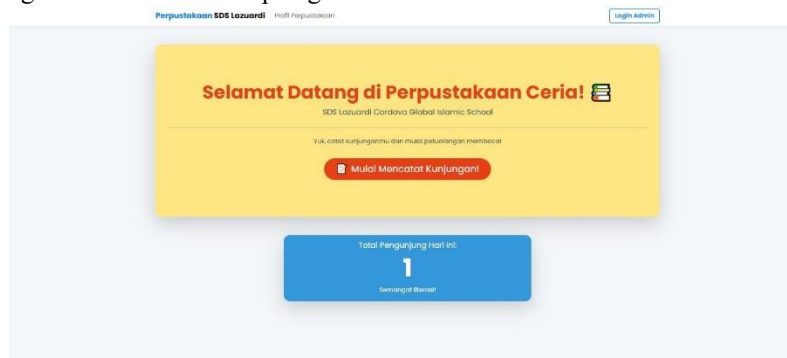 Perpustakaan SDS Lazuardi Profil Perpustakaan Login Admin
Selamat Datang di Perpustakaan Ceria!
SDS Lazuardi Cordova Global Islamic School
Yuk, catat kunjunganmu dan mulai petualangan membaca!
Mulai Mencatat Kunjungan!
Total Pengunjung Hari Ini:
1
Semangat literasi!